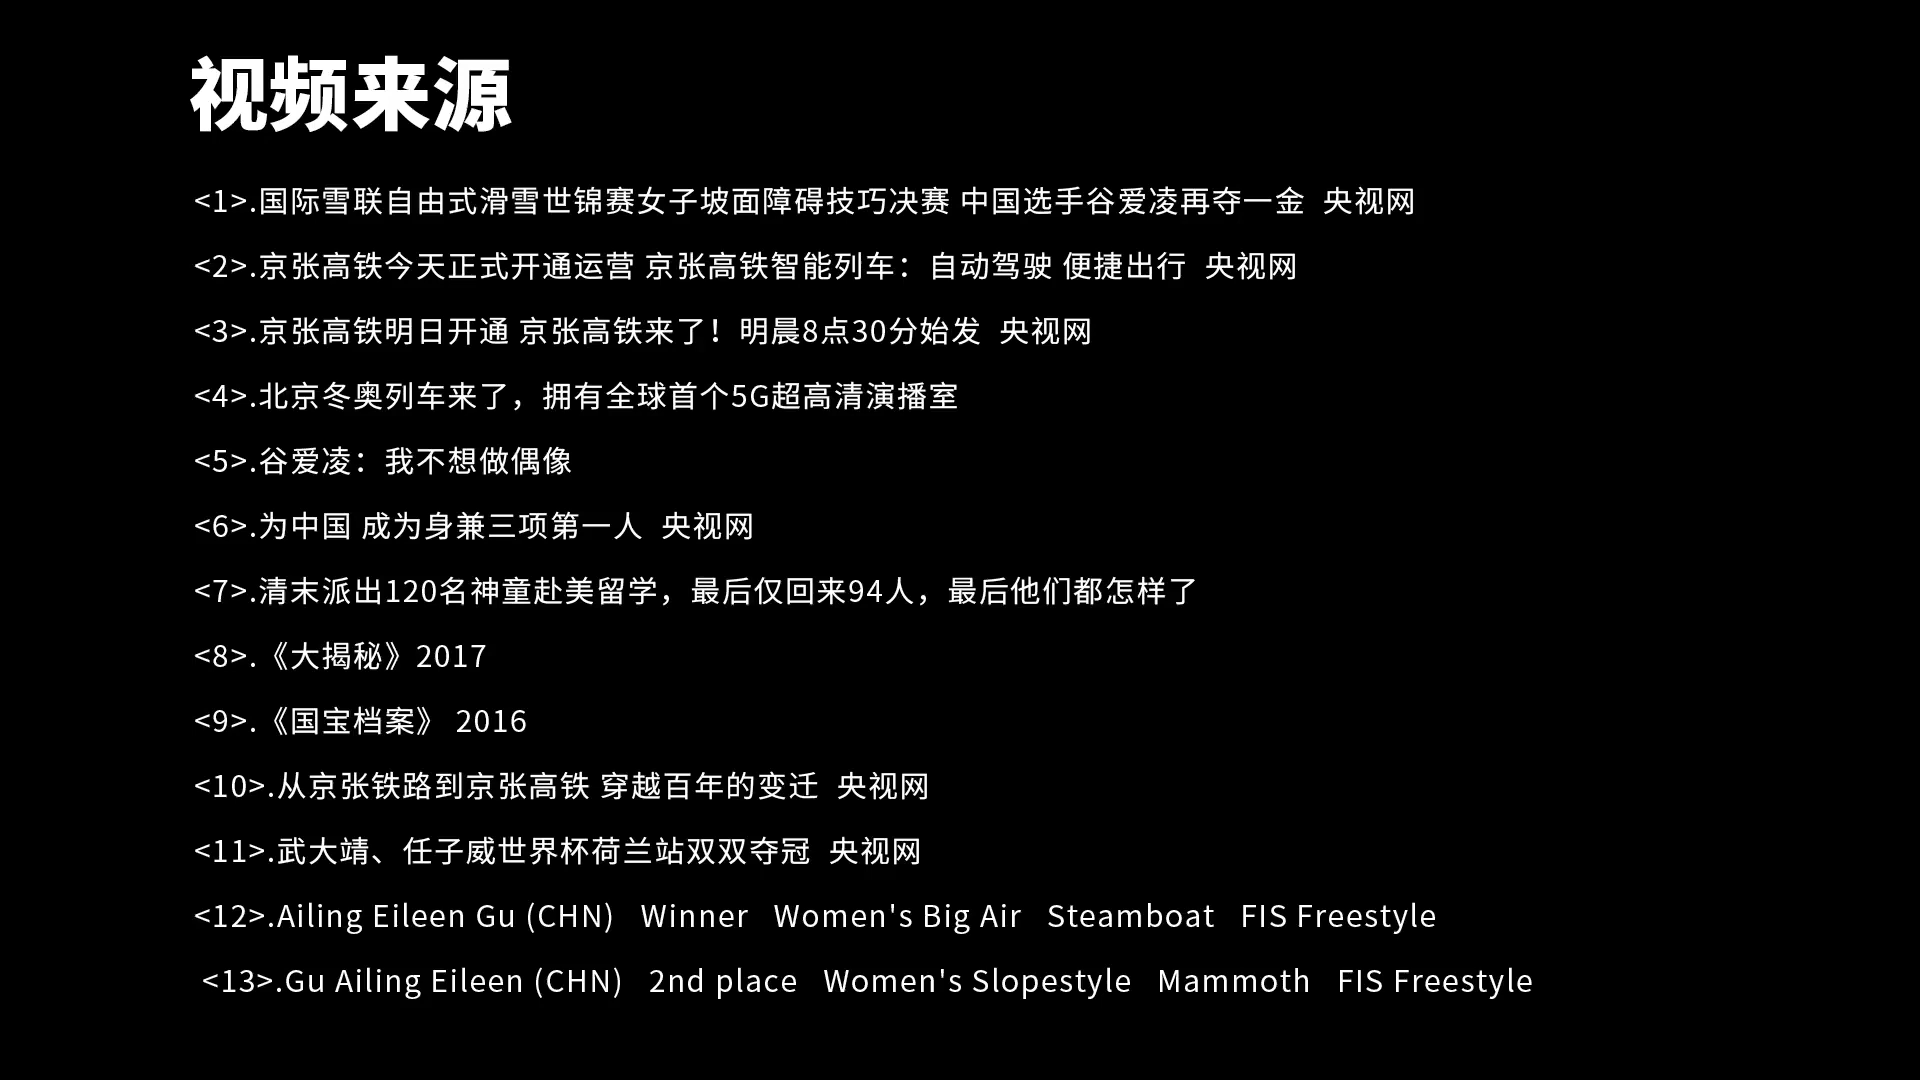 视频来源
<1>.国际雪联自由式滑雪世锦赛女子坡面障碍技巧决赛 中国选手谷爱凌再夺一金  央视网
<2>.京张高铁今天正式开通运营 京张高铁智能列车：自动驾驶 便捷出行  央视网
<3>.京张高铁明日开通 京张高铁来了！明晨8点30分始发  央视网
<4>.北京冬奥列车来了，拥有全球首个5G超高清演播室
<5>.谷爱凌：我不想做偶像
<6>.为中国 成为身兼三项第一人  央视网
<7>.清末派出120名神童赴美留学，最后仅回来94人，最后他们都怎样了
<8>.《大揭秘》2017
<9>.《国宝档案》 2016
<10>.从京张铁路到京张高铁 穿越百年的变迁  央视网
<11>.武大靖、任子威世界杯荷兰站双双夺冠  央视网
<12>.Ailing Eileen Gu (CHN)   Winner   Women's Big Air   Steamboat   FIS Freestyle
<13>.Gu Ailing Eileen (CHN)   2nd place   Women's Slopestyle   Mammoth   FIS Freestyle